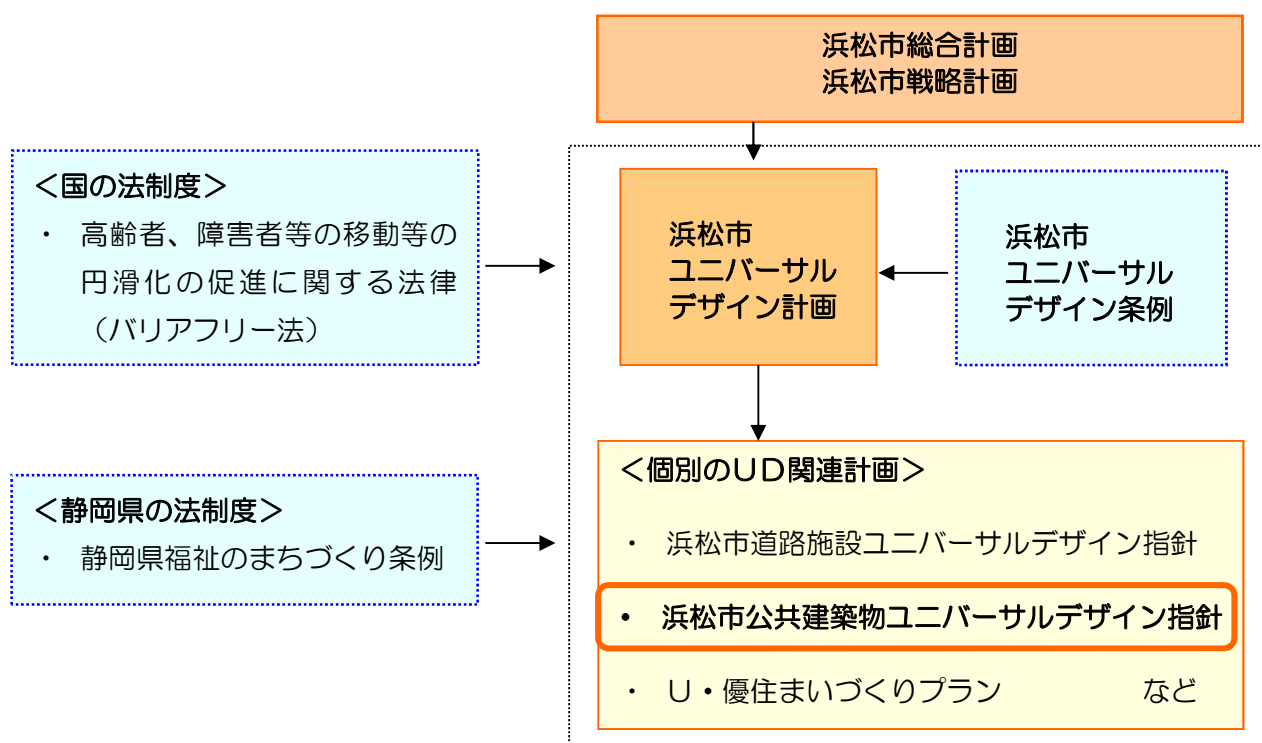 浜松市総合計画
浜松市戦略計画
＜国の法制度＞
・ 高齢者、障害者等の移動等の
円滑化の促進に関する法律
（バリアフリー法）
浜松市
ユニバーサル
デザイン計画
浜松市
ユニバーサル
デザイン条例
＜静岡県の法制度＞
・ 静岡県福祉のまちづくり条例
＜個別のＵＤ関連計画＞
・ 浜松市道路施設ユニバーサルデザイン指針
・ 浜松市公共建築物ユニバーサルデザイン指針
・ Ｕ・優住まいづくりプラン など